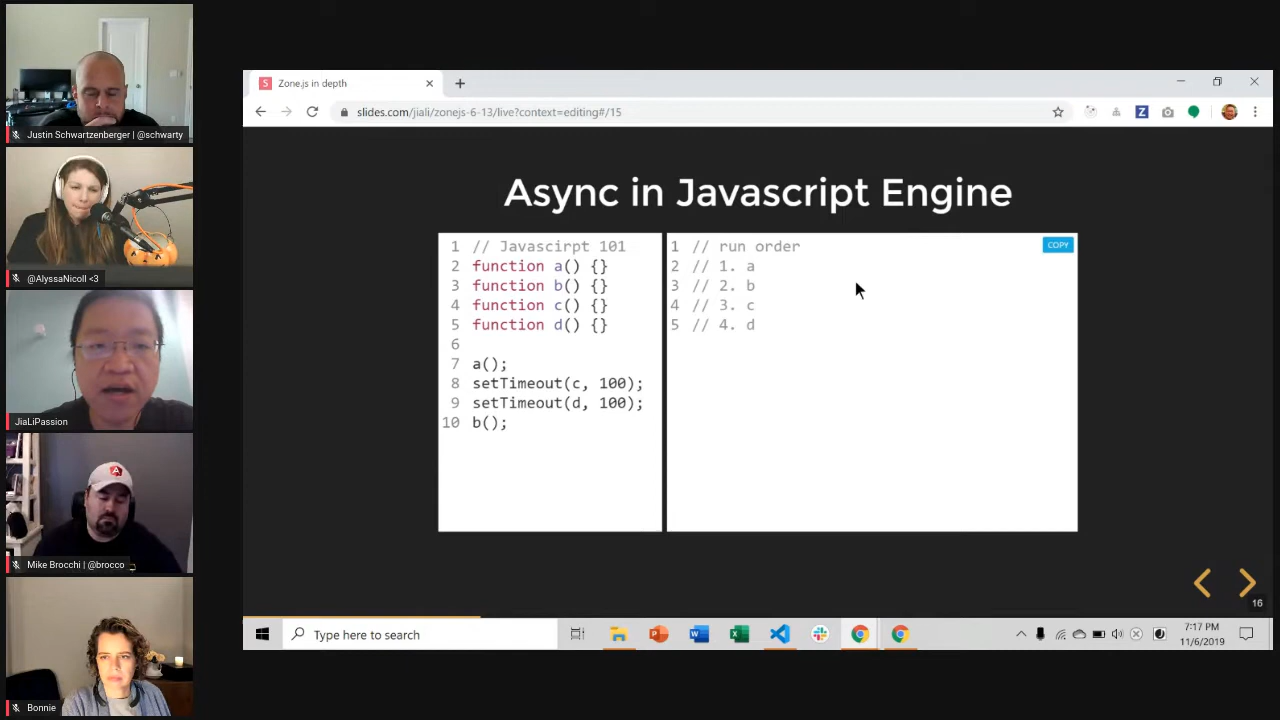 Justin Schwartzenberger | @schwarty
@AlyssaNicoll <3
JiaLiPassion
Mike Brocchi | @brocco
Bonnie
Zone.js in depth
slides.com/jiali/zonejs-6-13/live?context=editing#/15
Async in Javascript Engine
1 // Javascirpt 101
2 function a() {}
3 function b() {}
4 function c() {}
5 function d() {}
6
7 a();
8 setTimeout(c, 100);
9 setTimeout(d, 100);
10 b();
1 // run order
2 // 1. a
3 // 2. b
4 // 3. c
5 // 4. d
COPY
16
Type here to search
7:17 PM
11/6/2019